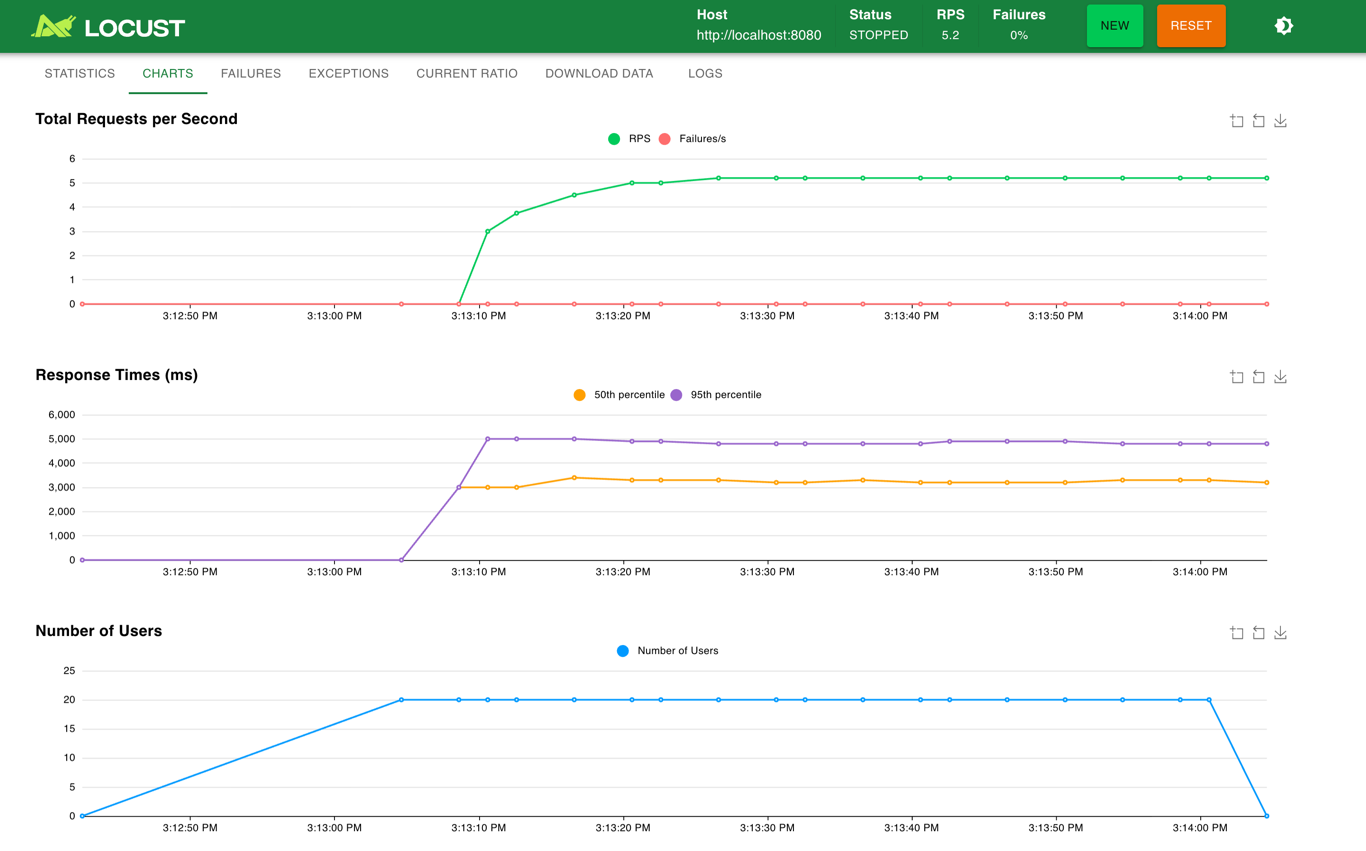 LOCUST
Host
http://localhost:8080
Status
STOPPED
RPS
5.2
Failures
0%
NEW
RESET
STATISTICS CHARTS FAILURES EXCEPTIONS CURRENT RATIO DOWNLOAD DATA LOGS
Total Requests per Second
RPS Failures/s
6
5
4
3
2
1
0
3:12:50 PM 3:13:00 PM 3:13:10 PM 3:13:20 PM 3:13:30 PM 3:13:40 PM 3:13:50 PM 3:14:00 PM
Response Times (ms)
50th percentile 95th percentile
6,000
5,000
4,000
3,000
2,000
1,000
0
3:12:50 PM 3:13:00 PM 3:13:10 PM 3:13:20 PM 3:13:30 PM 3:13:40 PM 3:13:50 PM 3:14:00 PM
Number of Users
Number of Users
25
20
15
10
5
0
3:12:50 PM 3:13:00 PM 3:13:10 PM 3:13:20 PM 3:13:30 PM 3:13:40 PM 3:13:50 PM 3:14:00 PM